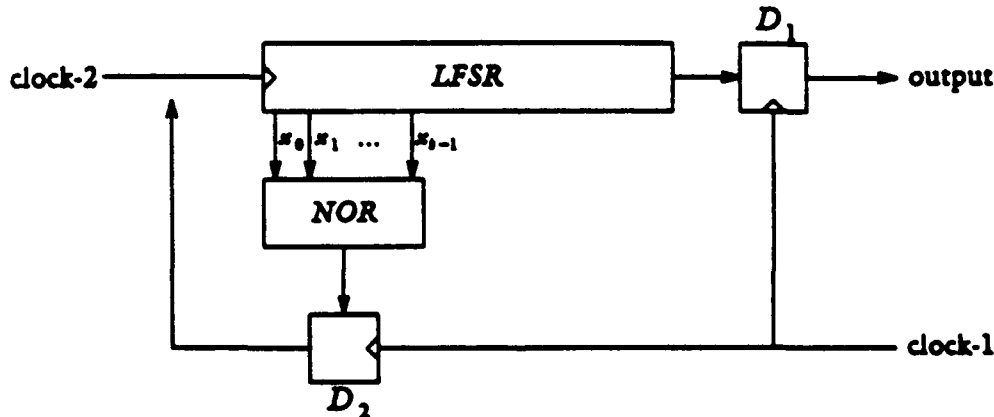 D₁
clock-2
LFSR
output
x₀ x₁ ... xₜ₋₁
NOR
clock-1
D₂